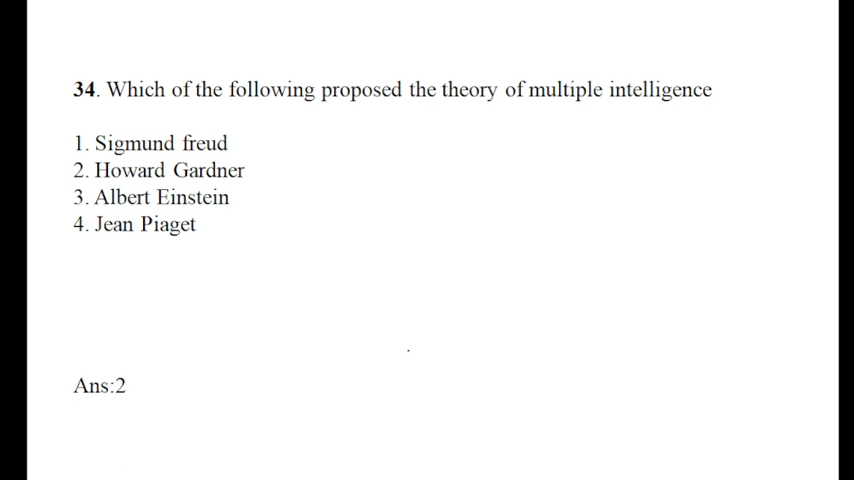 34. Which of the following proposed the theory of multiple intelligence
1. Sigmund freud
2. Howard Gardner
3. Albert Einstein
4. Jean Piaget
Ans:2